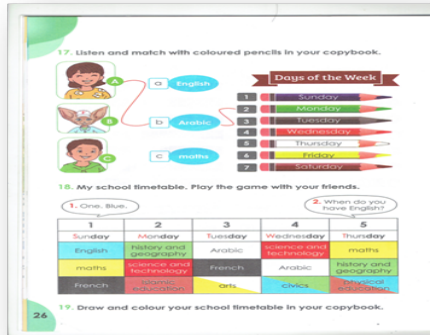 17. Listen and match with coloured pencils in your copybook.
Days of the Week
A
a English
1 Sunday
2 Monday
B
b Arabic
3 Tuesday
4 Wednesday
5 Thursday
C
c maths
6 Friday
7 Saturday
18. My school timetable. Play the game with your friends.
1. One. Blue.
2. When do you
have English?
1 2 3 4 5
Sunday Monday Tuesday Wednesday Thursday
English history and geography Arabic science and technology maths
maths science and technology French Arabic history and geography
French Islamic education arts civics physical education
19. Draw and colour your school timetable in your copybook.
26